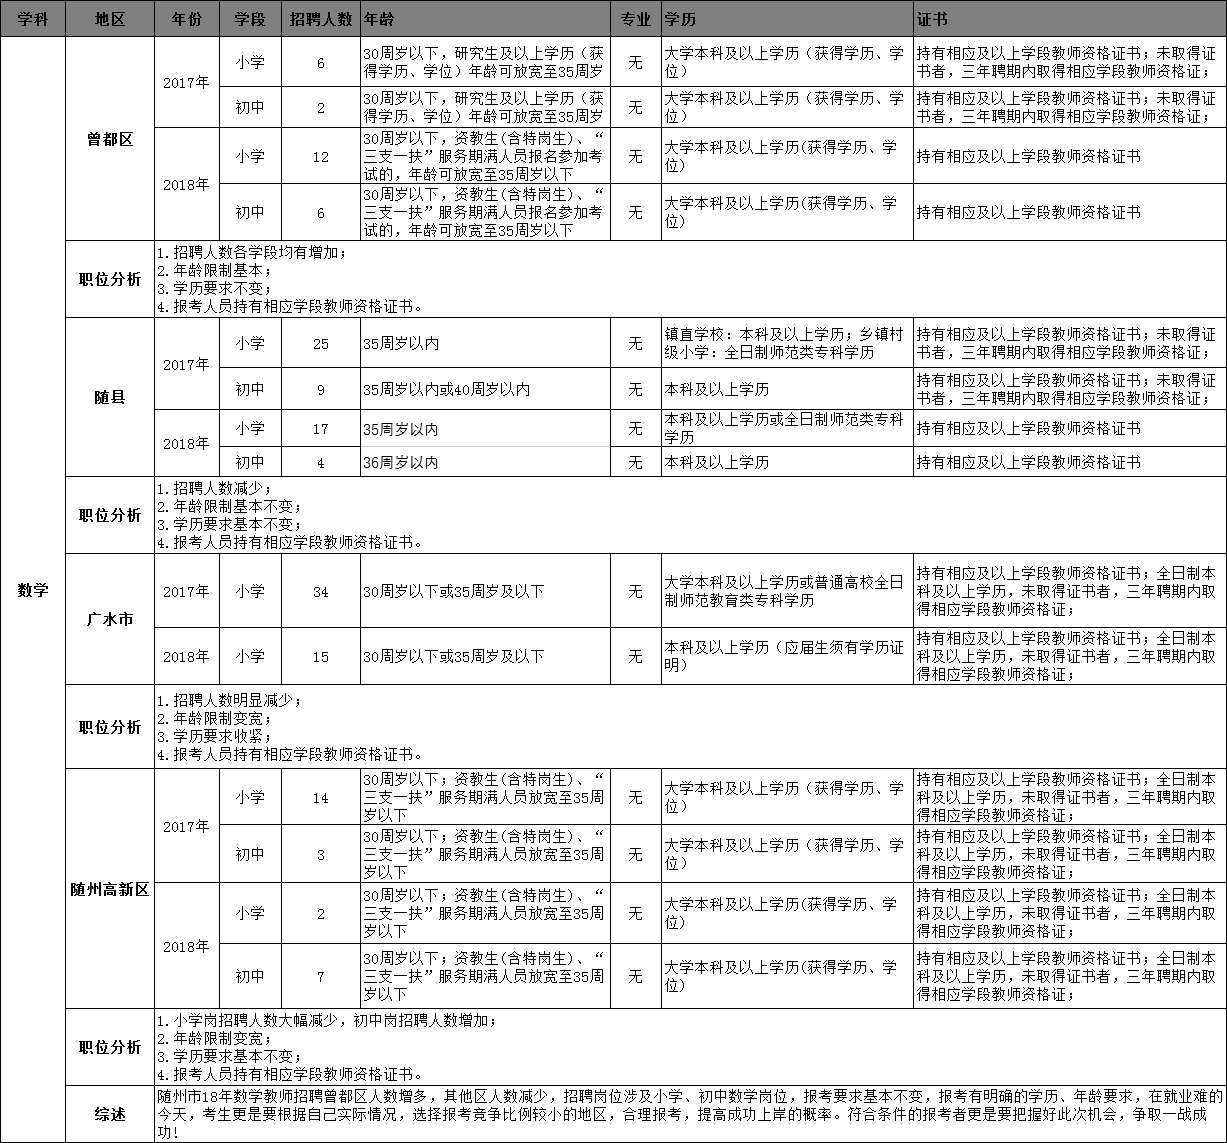 学科 地区 年份 学段 招聘人数 年龄 专业 学历 证书
数学
曾都区
2017年
小学 6
30周岁以下，研究生及以上学历（获
得学历、学位）年龄可放宽至35周岁
无
大学本科及以上学历（获得学历、学
位）
持有相应及以上学段教师资格证书；未取得证
书者，三年聘期内取得相应学段教师资格证；
初中 2
30周岁以下，研究生及以上学历（获
得学历、学位）年龄可放宽至35周岁
无
大学本科及以上学历（获得学历、学
位）
持有相应及以上学段教师资格证书；未取得证
书者，三年聘期内取得相应学段教师资格证；
2018年
小学 12
30周岁以下，资教生(含特岗生)、“
三支一扶”服务期满人员报名参加考
试的，年龄可放宽至35周岁以下
无
大学本科及以上学历(获得学历、学
位）
持有相应及以上学段教师资格证书
初中 6
30周岁以下，资教生(含特岗生)、“
三支一扶”服务期满人员报名参加考
试的，年龄可放宽至35周岁以下
无
大学本科及以上学历(获得学历、学
位）
持有相应及以上学段教师资格证书
职位分析
1.招聘人数各学段均有增加；
2.年龄限制基本；
3.学历要求不变；
4.报考人员持有相应学段教师资格证书。
随县
2017年
小学 25 35周岁以内 无
镇直学校：本科及以上学历；乡镇村
级小学：全日制师范类专科学历
持有相应及以上学段教师资格证书；未取得证
书者，三年聘期内取得相应学段教师资格证；
初中 9 35周岁以内或40周岁以内 无 本科及以上学历
持有相应及以上学段教师资格证书；未取得证
书者，三年聘期内取得相应学段教师资格证；
2018年
小学 17 35周岁以内 无
本科及以上学历或全日制师范类专科
学历
持有相应及以上学段教师资格证书
初中 4 36周岁以内 无 本科及以上学历 持有相应及以上学段教师资格证书
职位分析
1.招聘人数减少；
2.年龄限制基本不变；
3.学历要求基本不变；
4.报考人员持有相应学段教师资格证书。
广水市
2017年 小学 34 30周岁以下或35周岁及以下 无
大学本科及以上学历或普通高校全日
制师范教育类专科学历
持有相应及以上学段教师资格证书；全日制本
科及以上学历，未取得证书者，三年聘期内取
得相应学段教师资格证；
2018年 小学 15 30周岁以下或35周岁及以下 无
本科及以上学历（应届生须有学历证
明）
持有相应及以上学段教师资格证书；全日制本
科及以上学历，未取得证书者，三年聘期内取
得相应学段教师资格证；
职位分析
1.招聘人数明显减少；
2.年龄限制变宽；
3.学历要求收紧；
4.报考人员持有相应学段教师资格证书。
随州高新区
2017年
小学 14
30周岁以下；资教生(含特岗生)、“
三支一扶”服务期满人员放宽至35周
岁以下
无
大学本科及以上学历（获得学历、学
位）
持有相应及以上学段教师资格证书；全日制本
科及以上学历，未取得证书者，三年聘期内取
得相应学段教师资格证；
初中 3
30周岁以下；资教生(含特岗生)、“
三支一扶”服务期满人员放宽至35周
岁以下
无
大学本科及以上学历（获得学历、学
位）
持有相应及以上学段教师资格证书；全日制本
科及以上学历，未取得证书者，三年聘期内取
得相应学段教师资格证；
2018年
小学 2
30周岁以下；资教生(含特岗生)、“
三支一扶”服务期满人员放宽至35周
岁以下
无
大学本科及以上学历(获得学历、学
位）
持有相应及以上学段教师资格证书；全日制本
科及以上学历，未取得证书者，三年聘期内取
得相应学段教师资格证；
初中 7
30周岁以下；资教生(含特岗生)、“
三支一扶”服务期满人员放宽至35周
岁以下
无
大学本科及以上学历(获得学历、学
位）
持有相应及以上学段教师资格证书；全日制本
科及以上学历，未取得证书者，三年聘期内取
得相应学段教师资格证；
职位分析
1.小学岗招聘人数大幅减少，初中岗招聘人数增加；
2.年龄限制变宽；
3.学历要求基本不变；
4.报考人员持有相应学段教师资格证书。
综述
随州市18年数学教师招聘曾都区人数增多，其他区人数减少，招聘岗位涉及小学、初中数学岗位，报考要求基本不变，报考有明确的学历、年龄要求，在就业难的
今天，考生更是要根据自己实际情况，选择报考竞争比例较小的地区，合理报考，提高成功上岸的概率。符合条件的报考者更是要把握好此次机会，争取一战成
功！